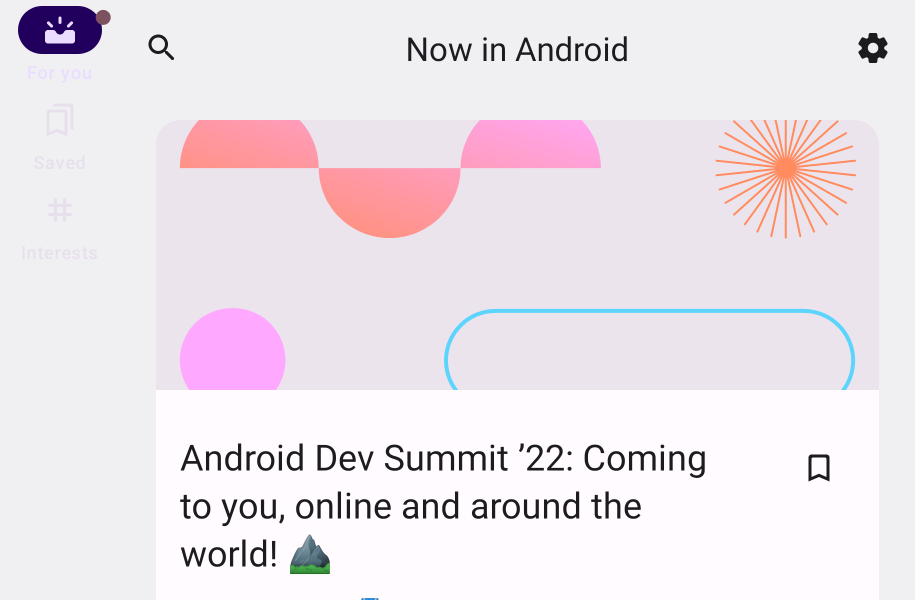 Now in Android
For you
Saved
Interests
Android Dev Summit ’22: Coming
to you, online and around the
world! ⛰️